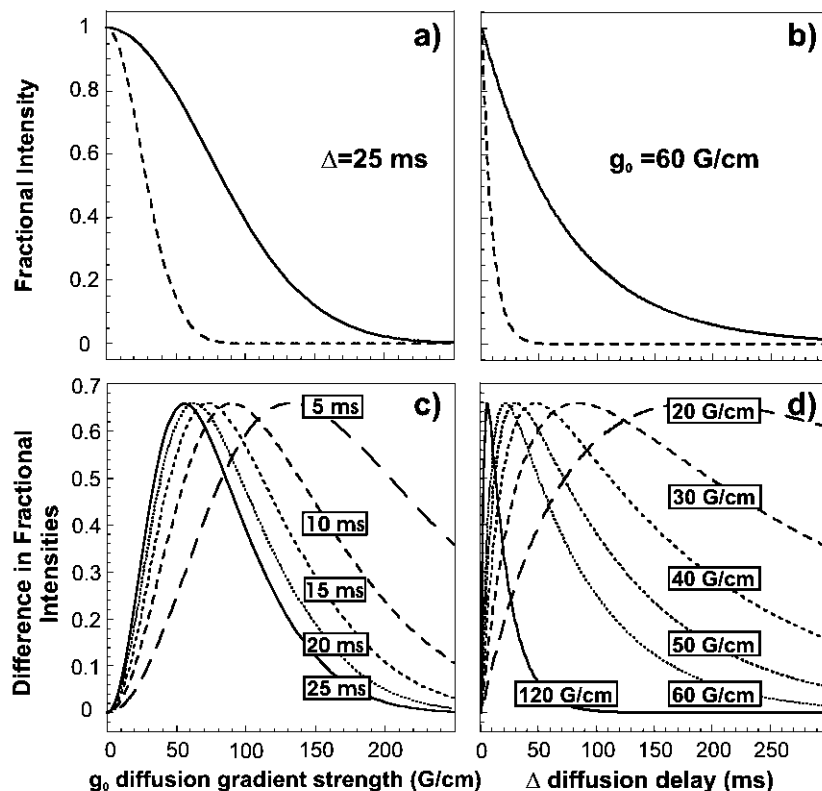 a)
b)
Fractional Intensity
1
0.8
0.6
0.4
0.2
0
Δ=25 ms
g₀ =60 G/cm
c)
d)
Difference in Fractional
Intensities
0.7
0.6
0.5
0.4
0.3
0.2
0.1
0
5 ms
10 ms
15 ms
20 ms
25 ms
20 G/cm
30 G/cm
40 G/cm
50 G/cm
120 G/cm
60 G/cm
0 50 100 150 200
0 50 100 150 200 250
g₀ diffusion gradient strength (G/cm)
Δ diffusion delay (ms)